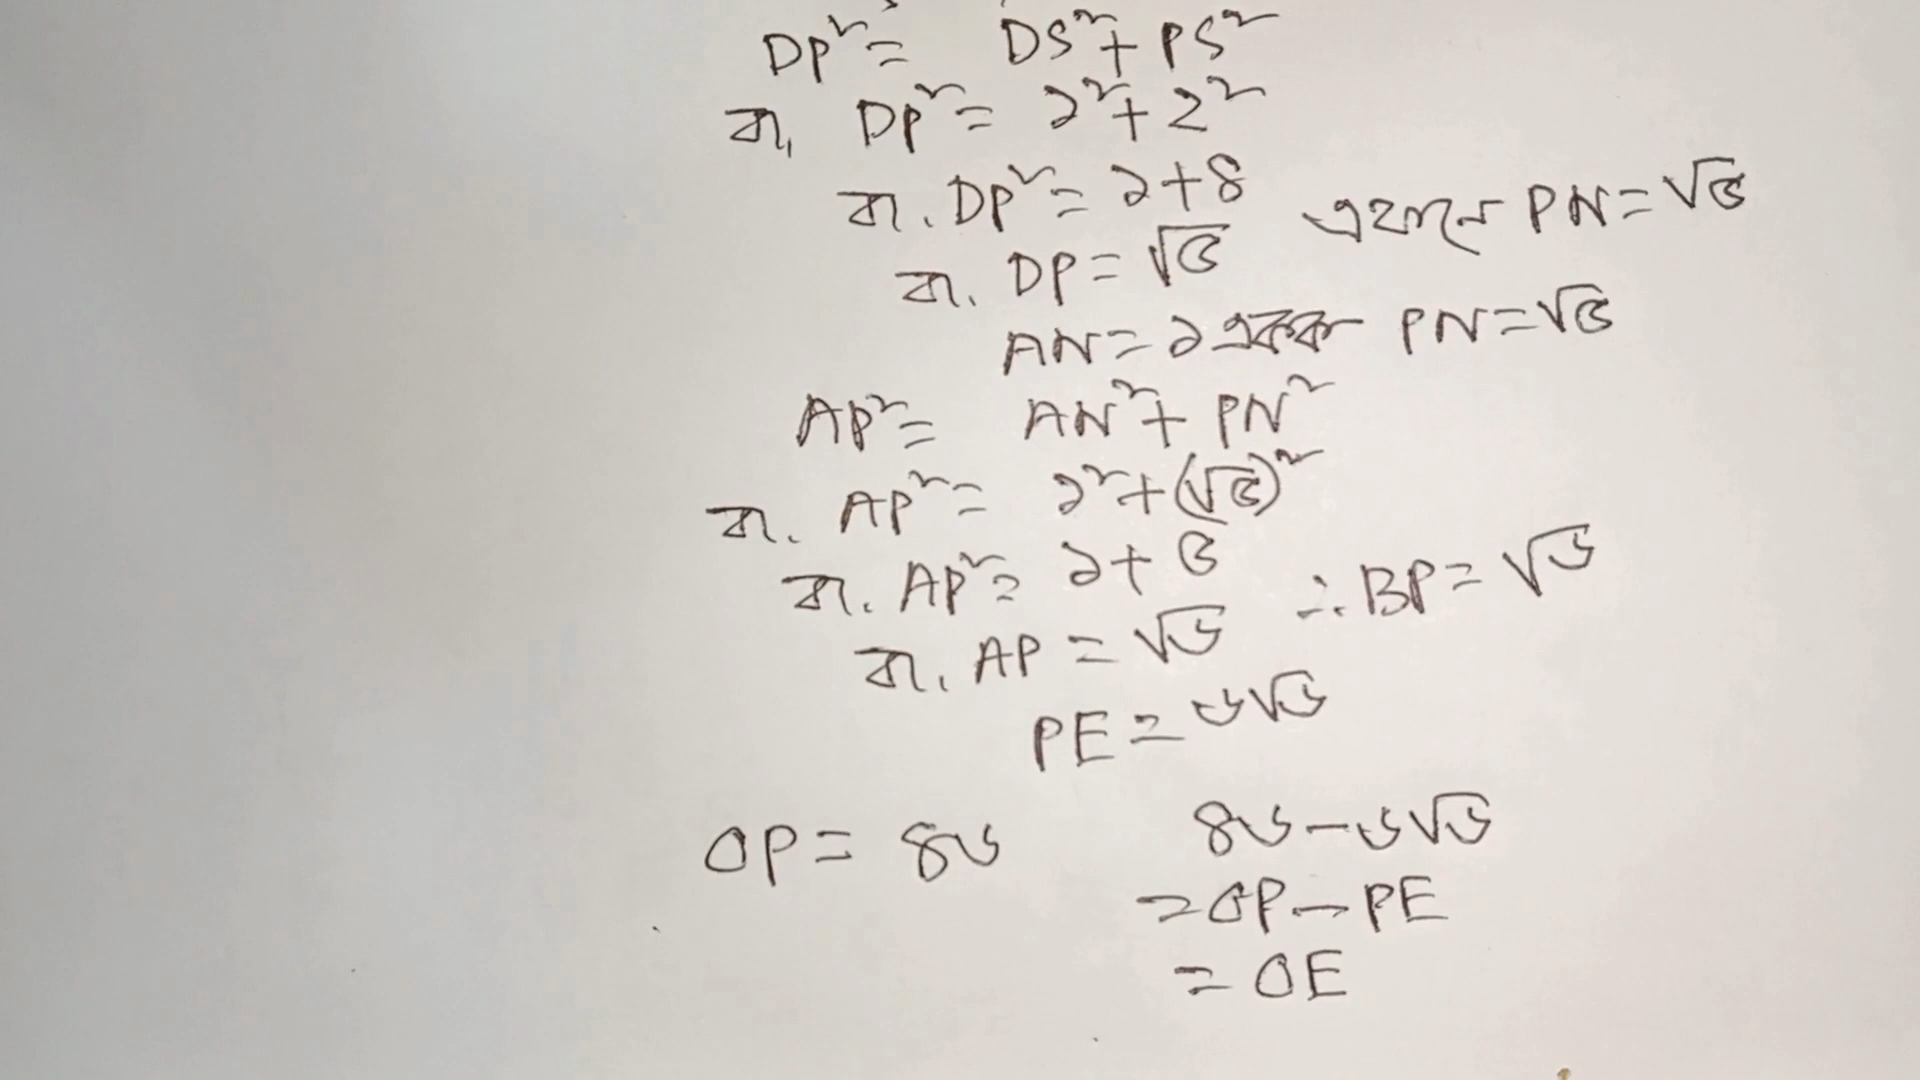 DP² = DS² + PS²
বা, DP² = ১² + 2²
বা, DP² = ১+৪
বা, DP = √৫ এখানে PN = √৫
AN = ১ একক PN = √৫
AP² = AN² + PN²
বা, AP² = ১² + (√৫)²
বা, AP² = ১ + ৫
বা, AP = √৬ ∴ BP = √৬
PE = ৬√৬
OP = ৪৬ ৪৬ - ৬√৬
= OP - PE
= OE